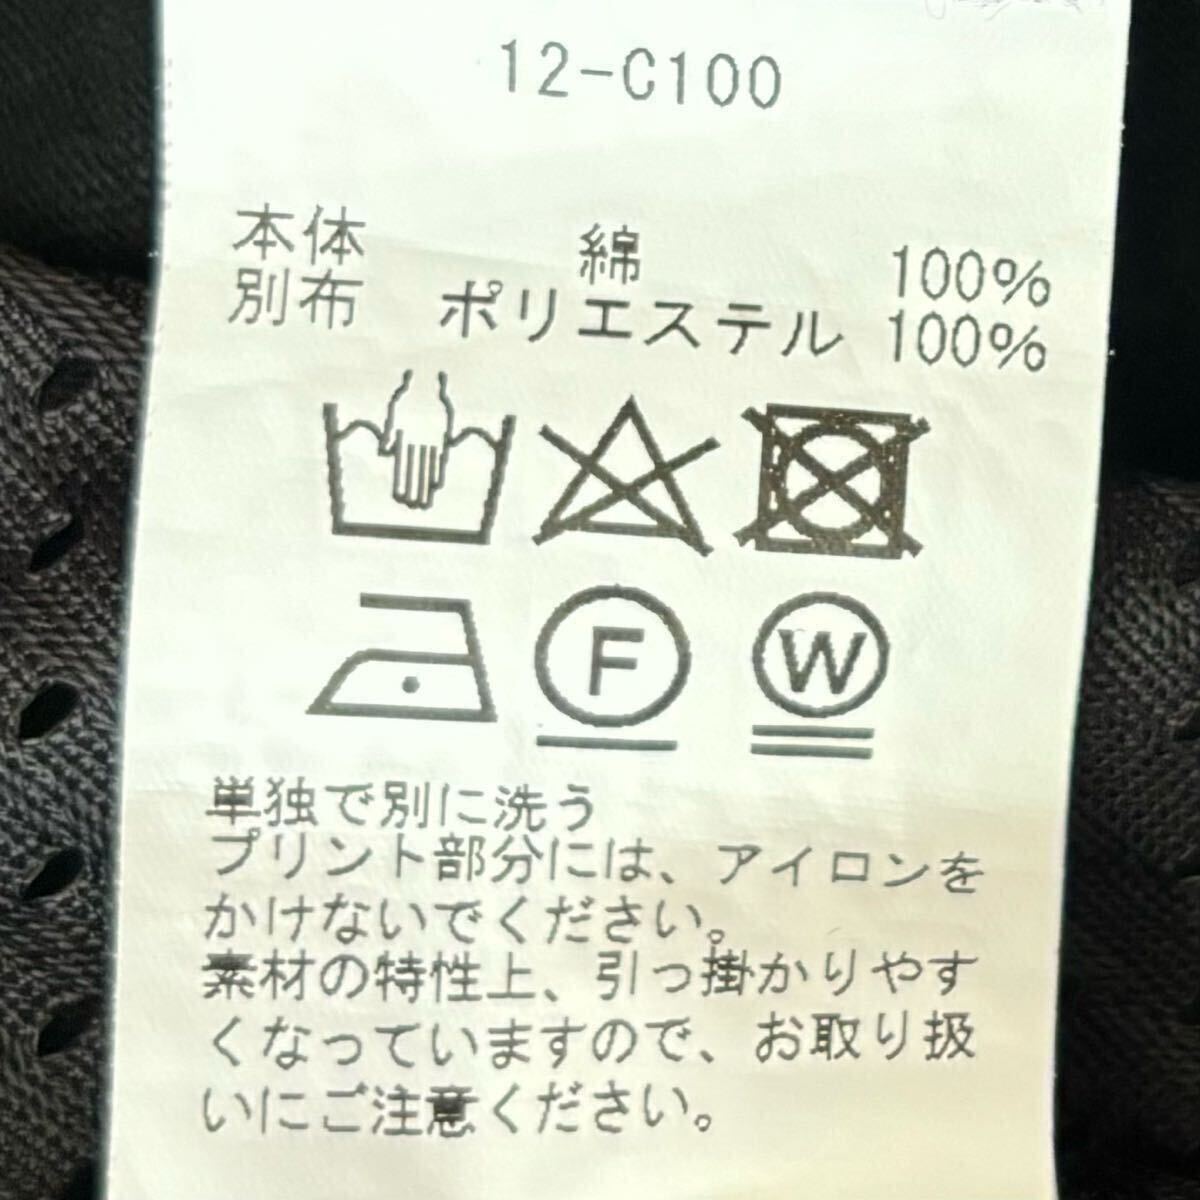 12-C100
本体 綿 100%
別布 ポリエステル 100%
F W
単独で別に洗う
プリント部分には、アイロンを
かけないでください。
素材の特性上、引っ掛かりやす
くなっていますので、お取り扱
いにご注意ください。